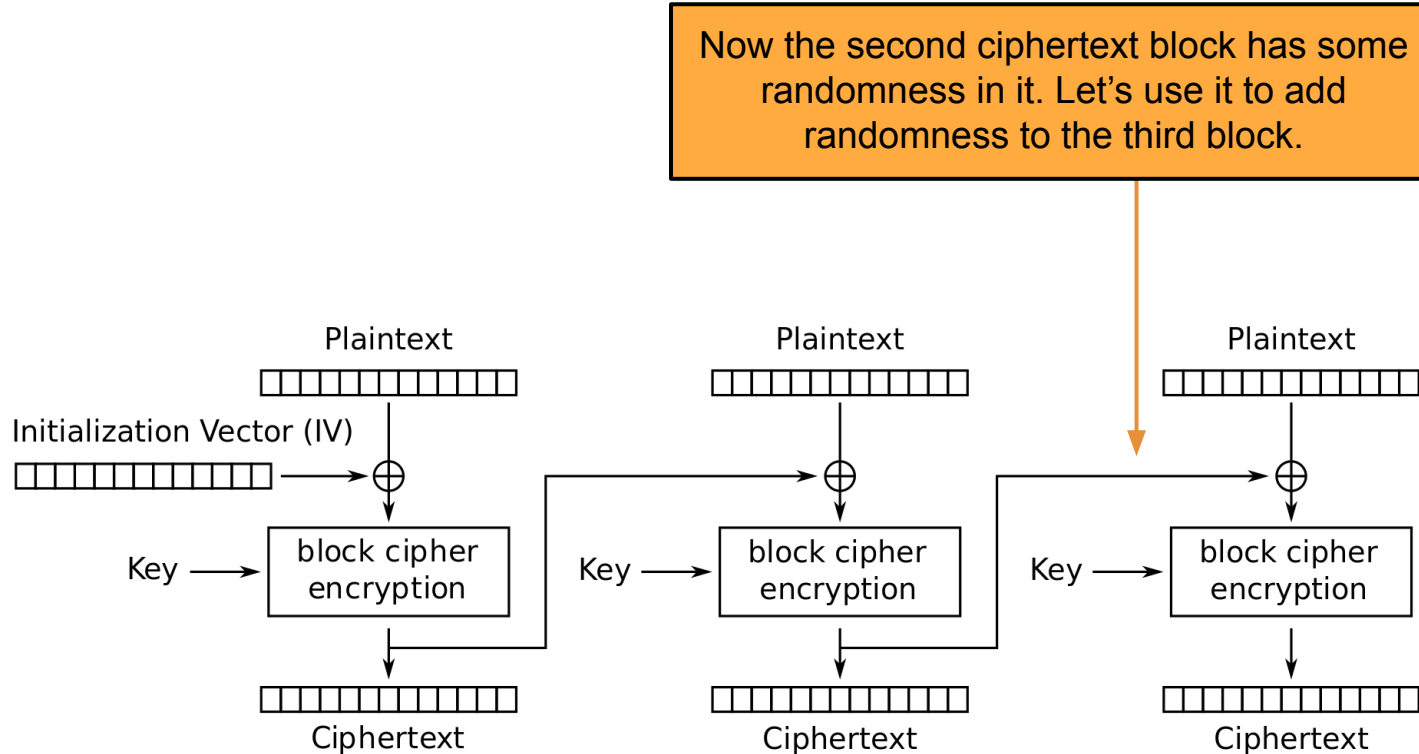 Now the second ciphertext block has some
randomness in it. Let’s use it to add
randomness to the third block.
Plaintext
Plaintext
Plaintext
Initialization Vector (IV)
Key
block cipher
encryption
Key
block cipher
encryption
Key
block cipher
encryption
Ciphertext
Ciphertext
Ciphertext